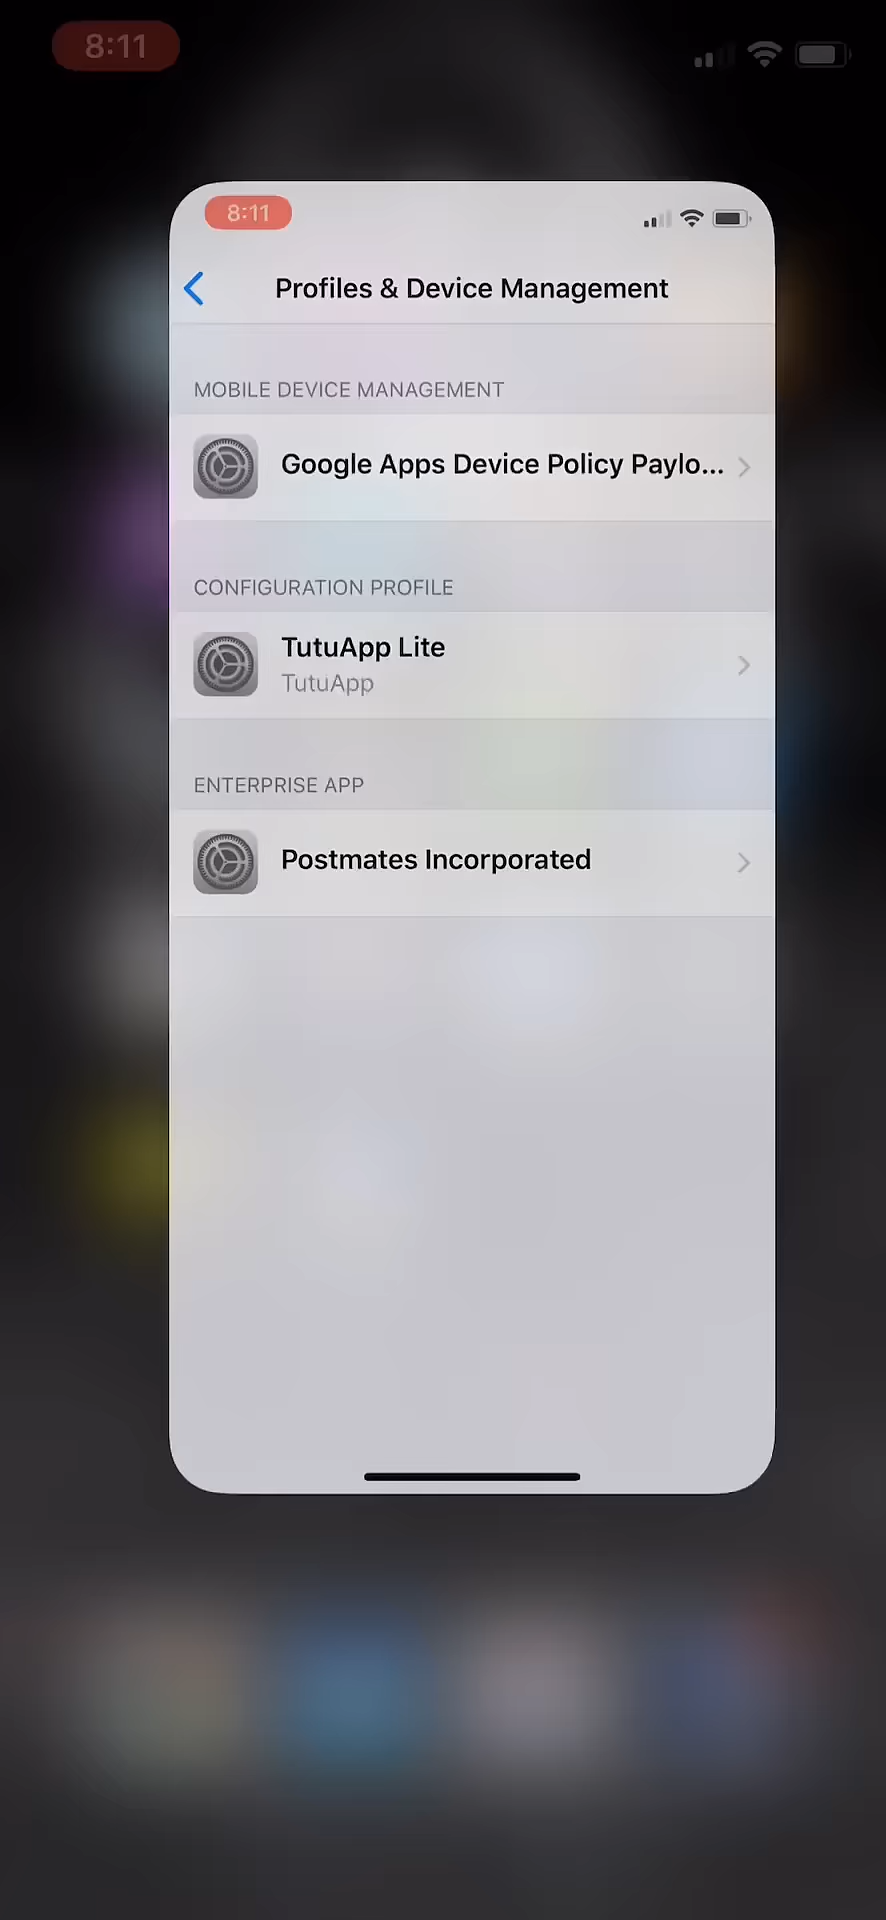 8:11
8:11
Profiles & Device Management
MOBILE DEVICE MANAGEMENT
Google Apps Device Policy Paylo...
CONFIGURATION PROFILE
TutuApp Lite
TutuApp
ENTERPRISE APP
Postmates Incorporated